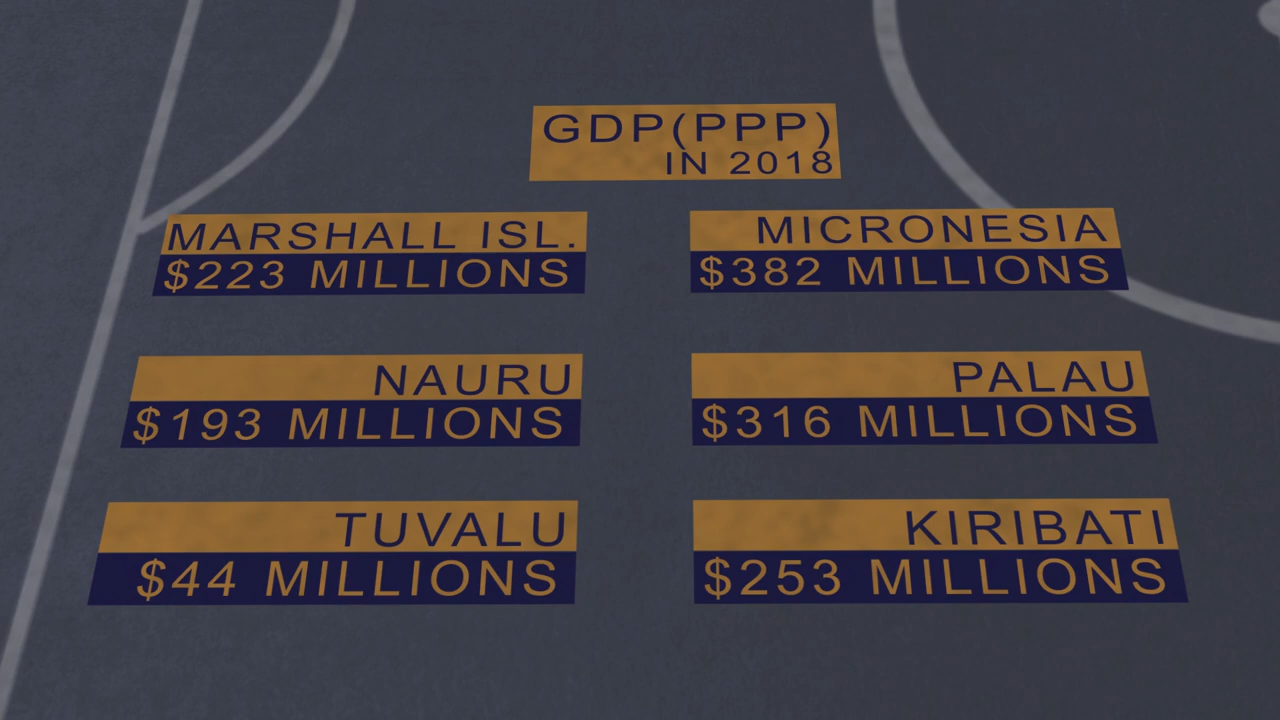 GDP(PPP)
IN 2018
MARSHALL ISL.
$223 MILLIONS
MICRONESIA
$382 MILLIONS
NAURU
$193 MILLIONS
PALAU
$316 MILLIONS
TUVALU
$44 MILLIONS
KIRIBATI
$253 MILLIONS